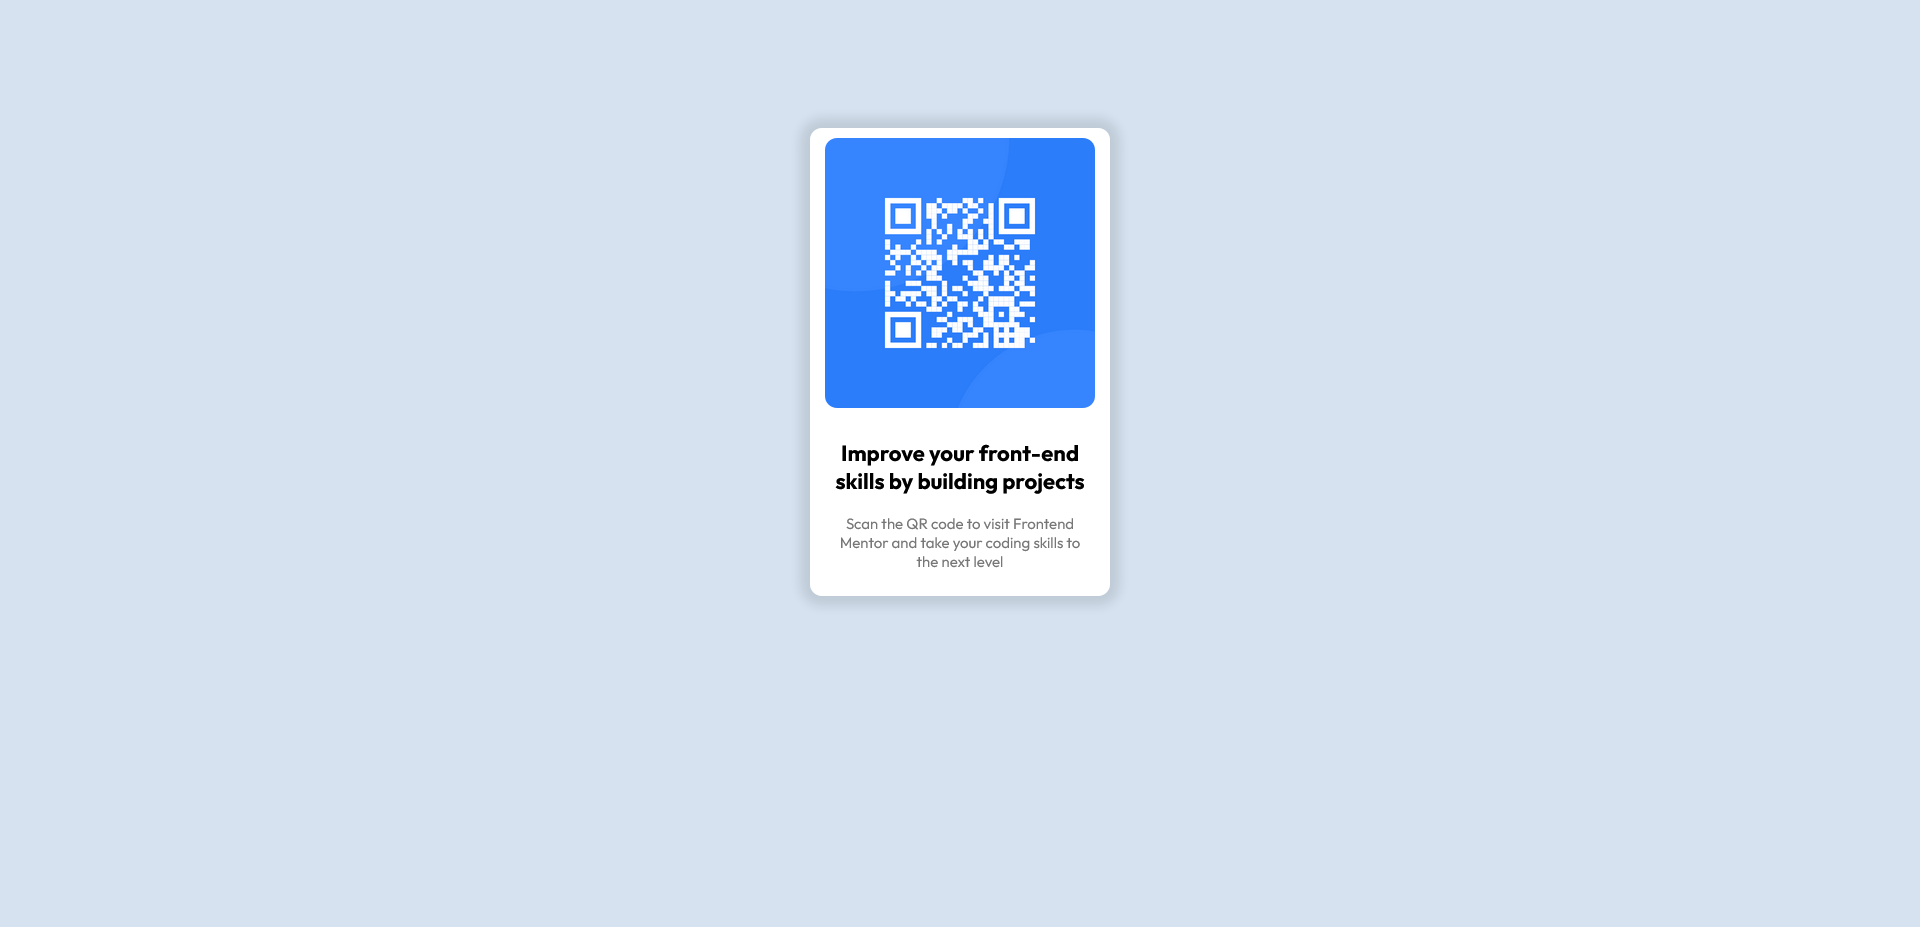 Improve your front-end
skills by building projects
Scan the QR code to visit Frontend
Mentor and take your coding skills to
the next level